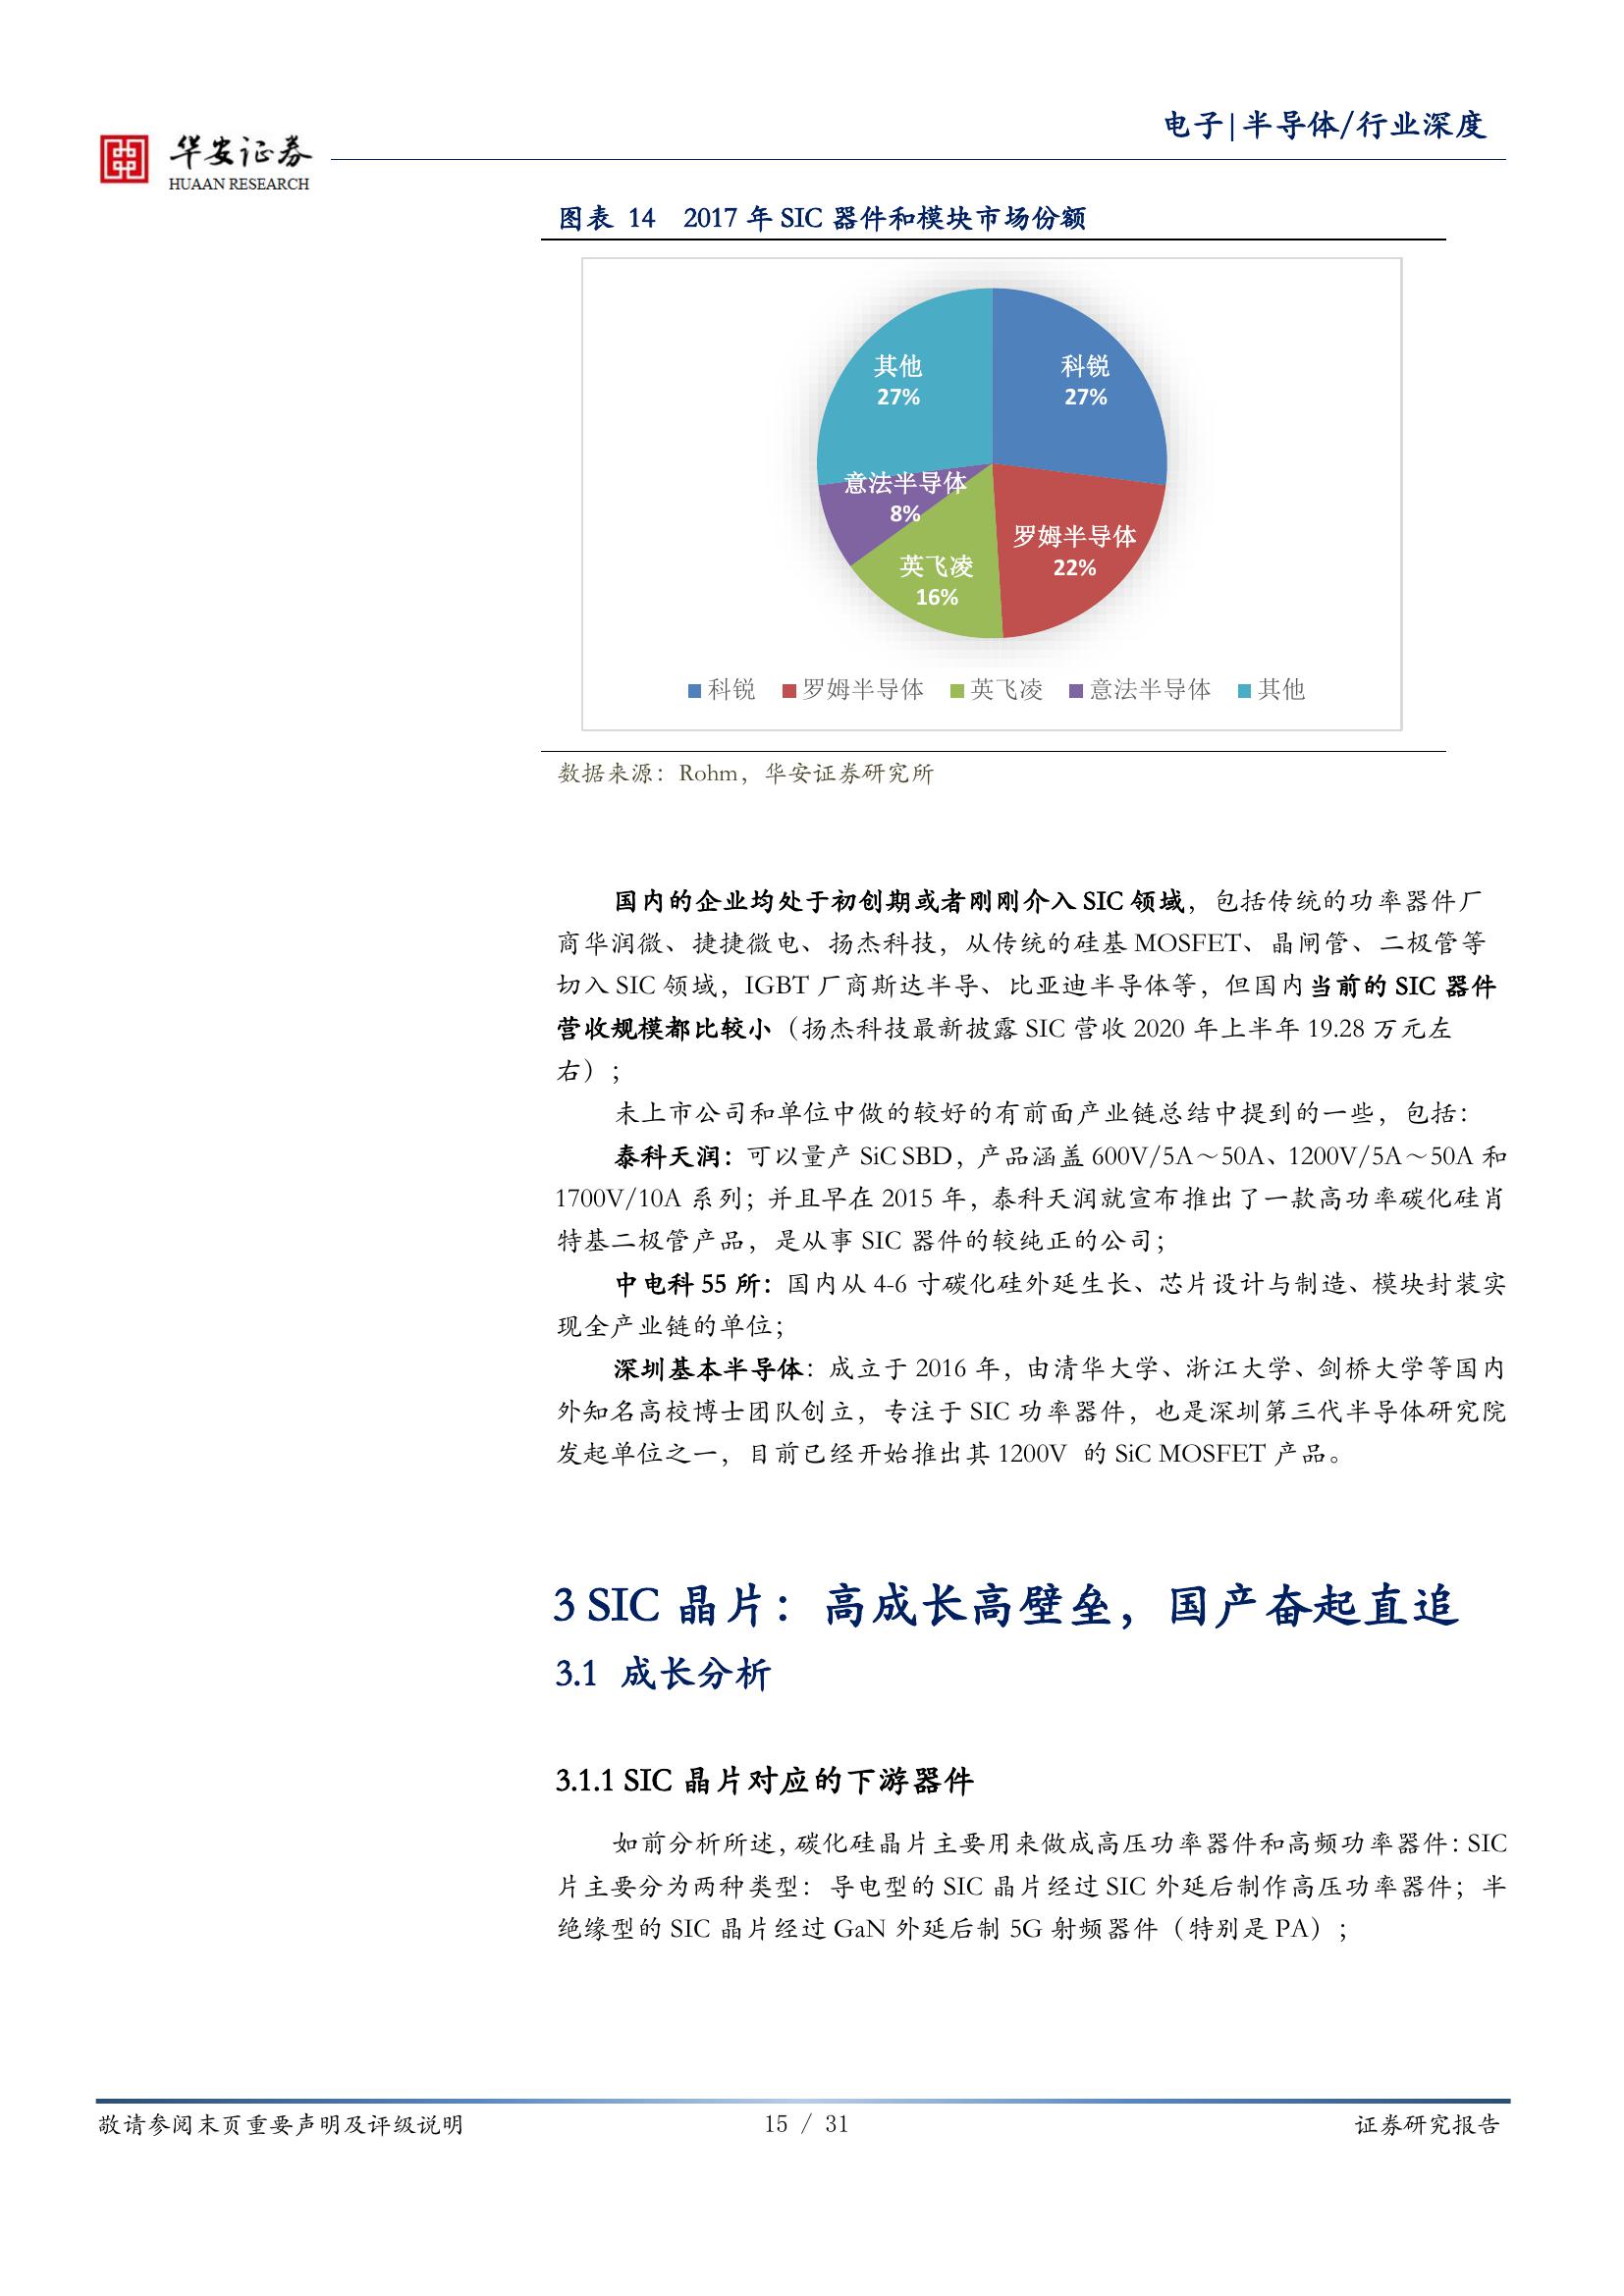 电子|半导体/行业深度
华安证券
HUAAN RESEARCH
图表 14 2017 年 SIC 器件和模块市场份额
其他
27%
科锐
27%
意法半导体
8%
罗姆半导体
22%
英飞凌
16%
科锐 罗姆半导体 英飞凌 意法半导体 其他
数据来源：Rohm，华安证券研究所
国内的企业均处于初创期或者刚刚介入 SIC 领域，包括传统的功率器件厂
商华润微、捷捷微电、扬杰科技，从传统的硅基 MOSFET、晶闸管、二极管等
切入 SIC 领域，IGBT 厂商斯达半导、比亚迪半导体等，但国内当前的 SIC 器件
营收规模都比较小（扬杰科技最新披露 SIC 营收 2020 年上半年 19.28 万元左
右）；
未上市公司和单位中做的较好的有前面产业链总结中提到的一些，包括：
泰科天润：可以量产 SiC SBD，产品涵盖 600V/5A～50A、1200V/5A～50A 和
1700V/10A 系列；并且早在 2015 年，泰科天润就宣布推出了一款高功率碳化硅肖
特基二极管产品，是从事 SIC 器件的较纯正的公司；
中电科 55 所：国内从 4-6 寸碳化硅外延生长、芯片设计与制造、模块封装实
现全产业链的单位；
深圳基本半导体：成立于 2016 年，由清华大学、浙江大学、剑桥大学等国内
外知名高校博士团队创立，专注于 SIC 功率器件，也是深圳第三代半导体研究院
发起单位之一，目前已经开始推出其 1200V 的 SiC MOSFET 产品。
3 SIC 晶片：高成长高壁垒，国产奋起直追
3.1 成长分析
3.1.1 SIC 晶片对应的下游器件
如前分析所述，碳化硅晶片主要用来做成高压功率器件和高频功率器件：SIC
片主要分为两种类型：导电型的 SIC 晶片经过 SIC 外延后制作高压功率器件；半
绝缘型的 SIC 晶片经过 GaN 外延后制 5G 射频器件（特别是 PA）；
敬请参阅末页重要声明及评级说明 15 / 31 证券研究报告